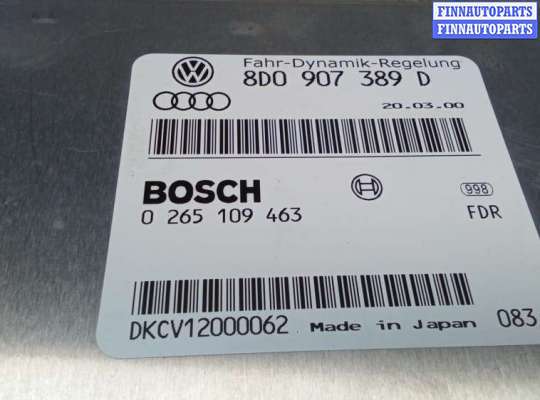 FINNAUTOPARTS
FINNAUTOPARTS
Fahr-Dynamik-Regelung
8D0 907 389 D
20.03.00
BOSCH
0 265 109 463
998
FDR
DKCV12000062 Made in Japan 083